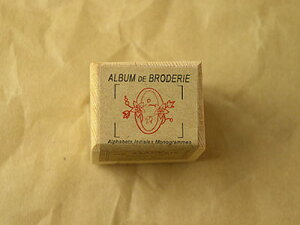 ALBUM DE BRODERIE
Alphabets Initiales Monogrammes